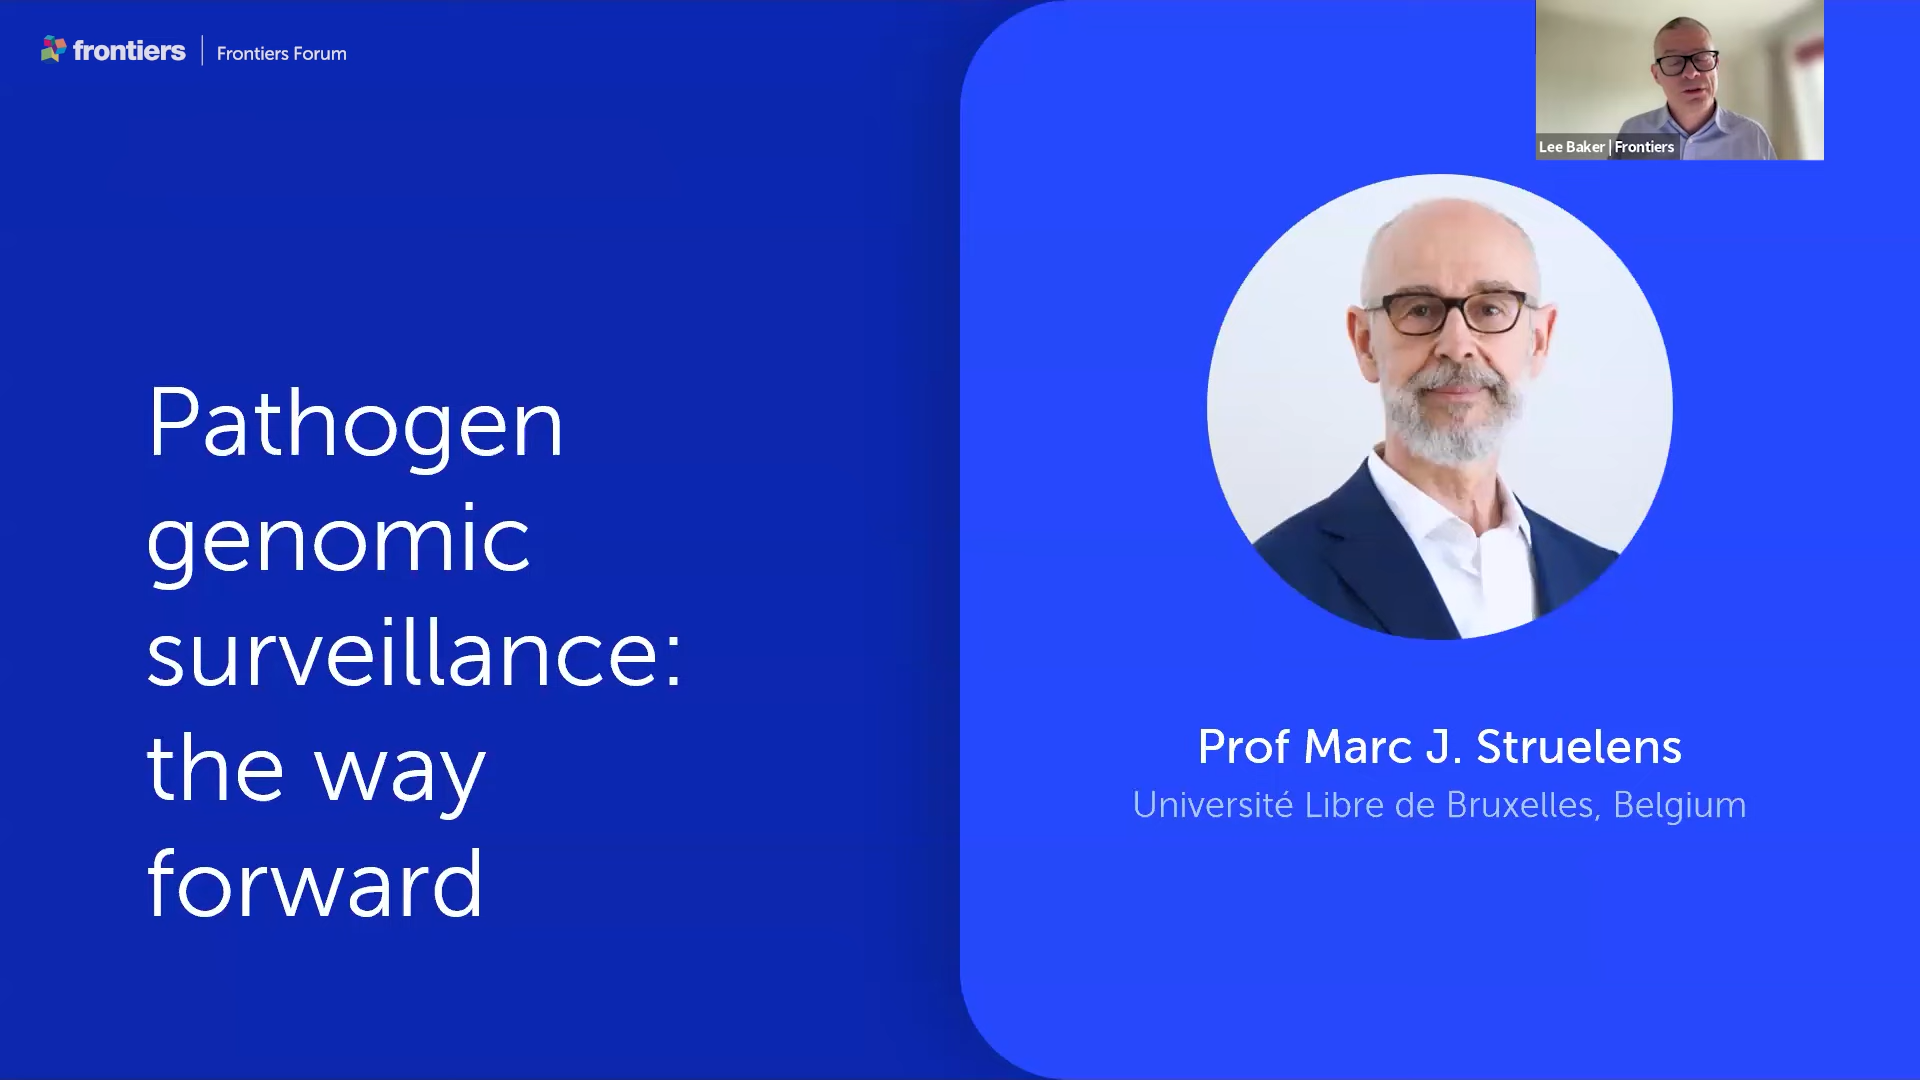 frontiers | Frontiers Forum
Lee Baker | Frontiers
Pathogen
genomic
surveillance:
the way
forward
Prof Marc J. Struelens
Université Libre de Bruxelles, Belgium